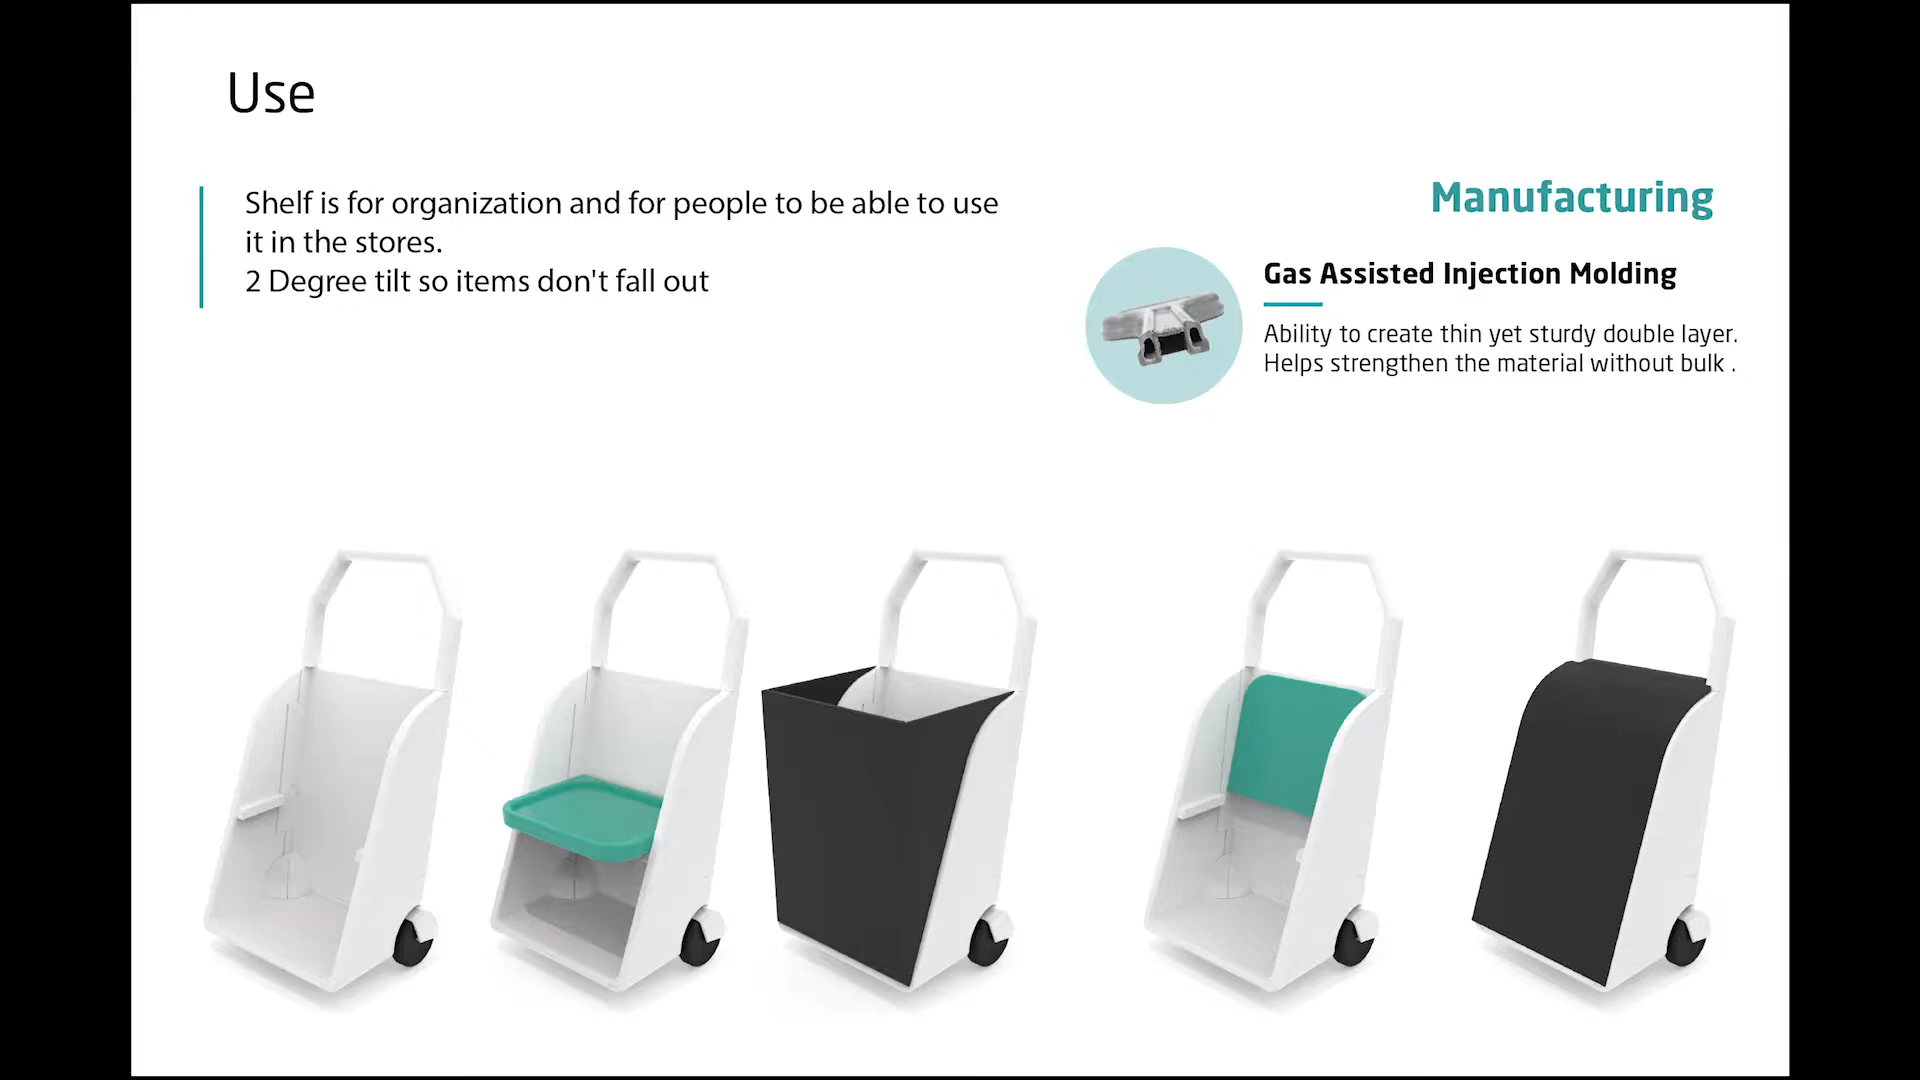 Use
Shelf is for organization and for people to be able to use
it in the stores.
2 Degree tilt so items don't fall out
Manufacturing
Gas Assisted Injection Molding
Ability to create thin yet sturdy double layer.
Helps strengthen the material without bulk .